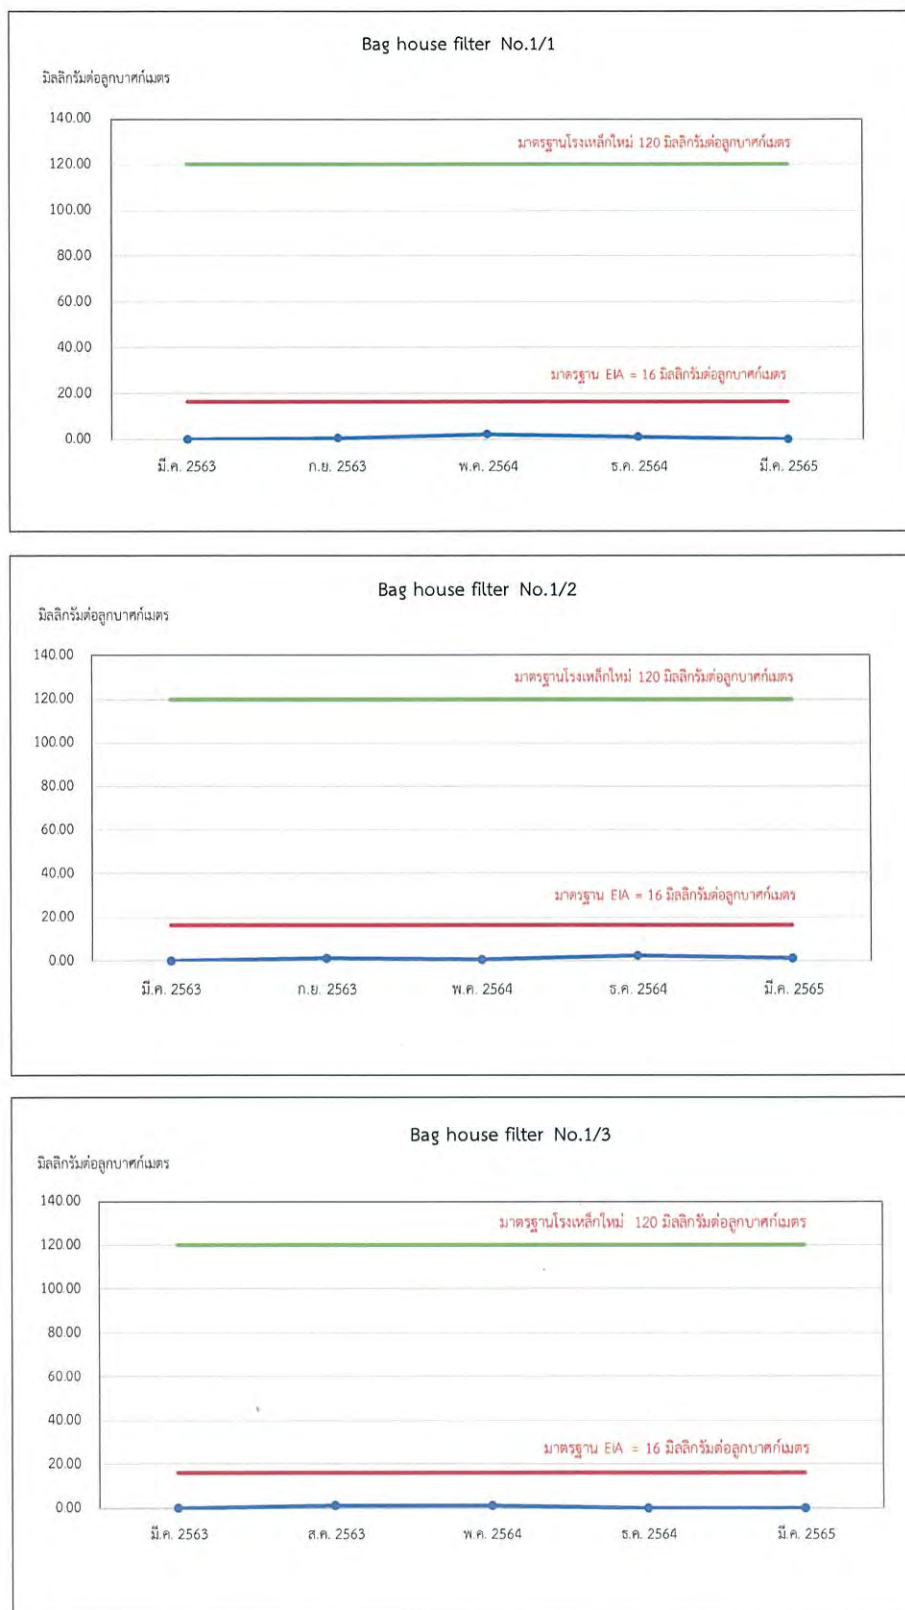 Bag house filter No.1/1
มิลลิกรัมต่อลูกบาศก์เมตร
140.00
มาตรฐานโรงเหล็กใหม่ 120 มิลลิกรัมต่อลูกบาศก์เมตร
120.00
100.00
80.00
60.00
40.00
มาตรฐาน EIA = 16 มิลลิกรัมต่อลูกบาศก์เมตร
20.00
0.00
มี.ค. 2563 ก.ย. 2563 พ.ค. 2564 ธ.ค. 2564 มี.ค. 2565
Bag house filter No.1/2
มิลลิกรัมต่อลูกบาศก์เมตร
140.00
มาตรฐานโรงเหล็กใหม่ 120 มิลลิกรัมต่อลูกบาศก์เมตร
120.00
100.00
80.00
60.00
40.00
มาตรฐาน EIA = 16 มิลลิกรัมต่อลูกบาศก์เมตร
20.00
0.00
มี.ค. 2563 ก.ย. 2563 พ.ค. 2564 ธ.ค. 2564 มี.ค. 2565
Bag house filter No.1/3
มิลลิกรัมต่อลูกบาศก์เมตร
140.00
มาตรฐานโรงเหล็กใหม่ 120 มิลลิกรัมต่อลูกบาศก์เมตร
120.00
100.00
80.00
60.00
40.00
มาตรฐาน EIA = 16 มิลลิกรัมต่อลูกบาศก์เมตร
20.00
0.00
มี.ค. 2563 ส.ค. 2563 พ.ค. 2564 ธ.ค. 2564 มี.ค. 2565